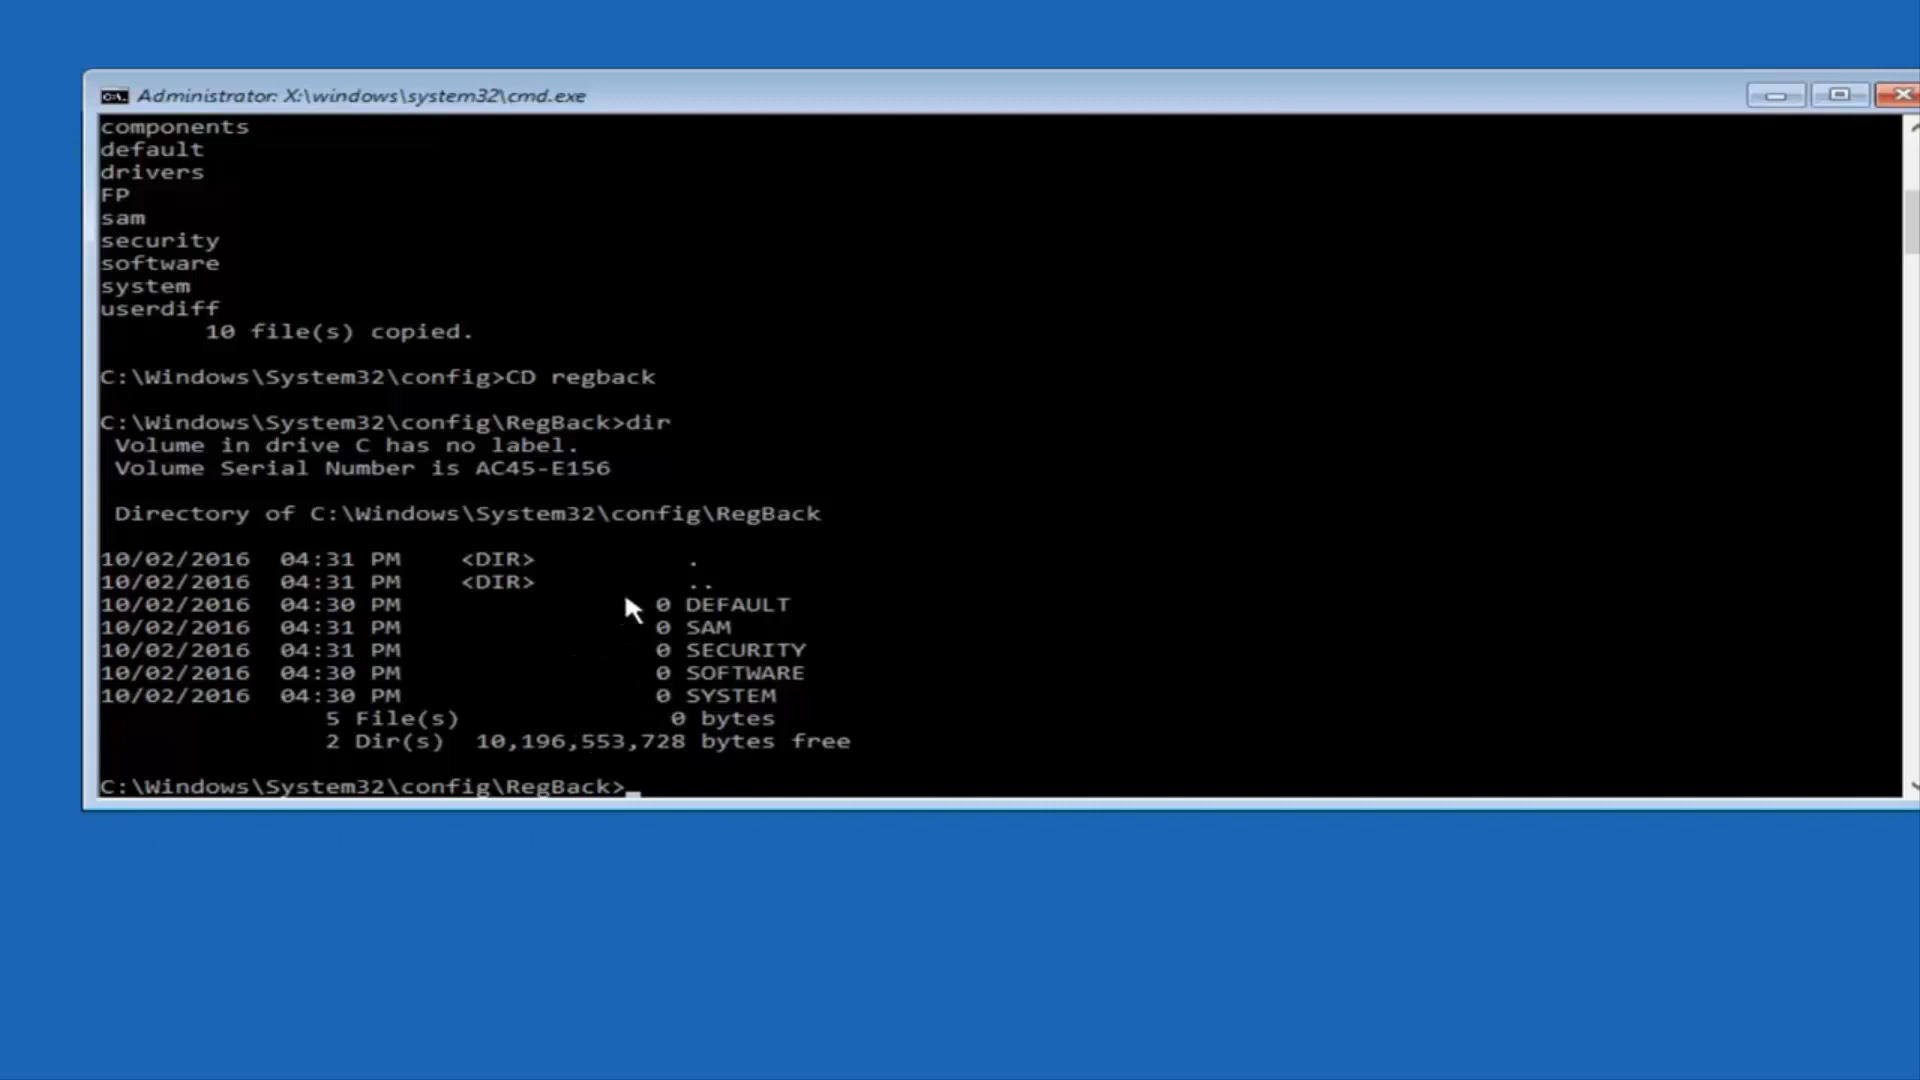 Administrator: X:\windows\system32\cmd.exe
components
default
drivers
FP
sam
security
software
system
userdiff
10 file(s) copied.
C:\Windows\System32\config>CD regback
C:\Windows\System32\config\RegBack>dir
Volume in drive C has no label.
Volume Serial Number is AC45-E156
Directory of C:\Windows\System32\config\RegBack
10/02/2016 04:31 PM <DIR> .
10/02/2016 04:31 PM <DIR> ..
10/02/2016 04:30 PM 0 DEFAULT
10/02/2016 04:31 PM 0 SAM
10/02/2016 04:31 PM 0 SECURITY
10/02/2016 04:30 PM 0 SOFTWARE
10/02/2016 04:30 PM 0 SYSTEM
5 File(s) 0 bytes
2 Dir(s) 10,196,553,728 bytes free
C:\Windows\System32\config\RegBack>_